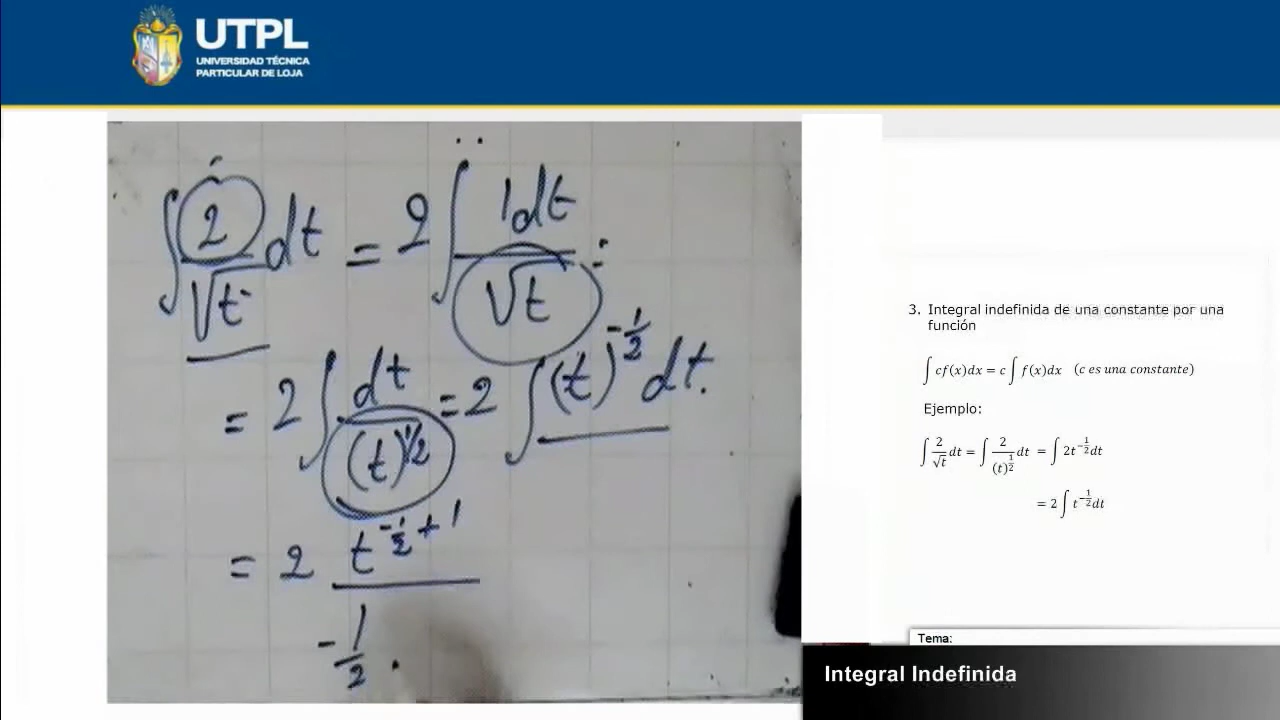 UTPL
UNIVERSIDAD TÉCNICA
PARTICULAR DE LOJA
∫ 2/√t dt = 2 ∫ 1dt/√t =
= 2 ∫ dt/(t)^1/2 = 2 ∫ (t)^-1/2 dt.
= 2 t^-1/2+1
-1/2
3. Integral indefinida de una constante por una
función
∫ cf(x)dx = c ∫ f(x)dx (c es una constante)
Ejemplo:
∫ 2/√t dt = ∫ 2/(t)^1/2 dt = ∫ 2t^-1/2 dt
= 2 ∫ t^-1/2 dt
Tema:
Integral Indefinida